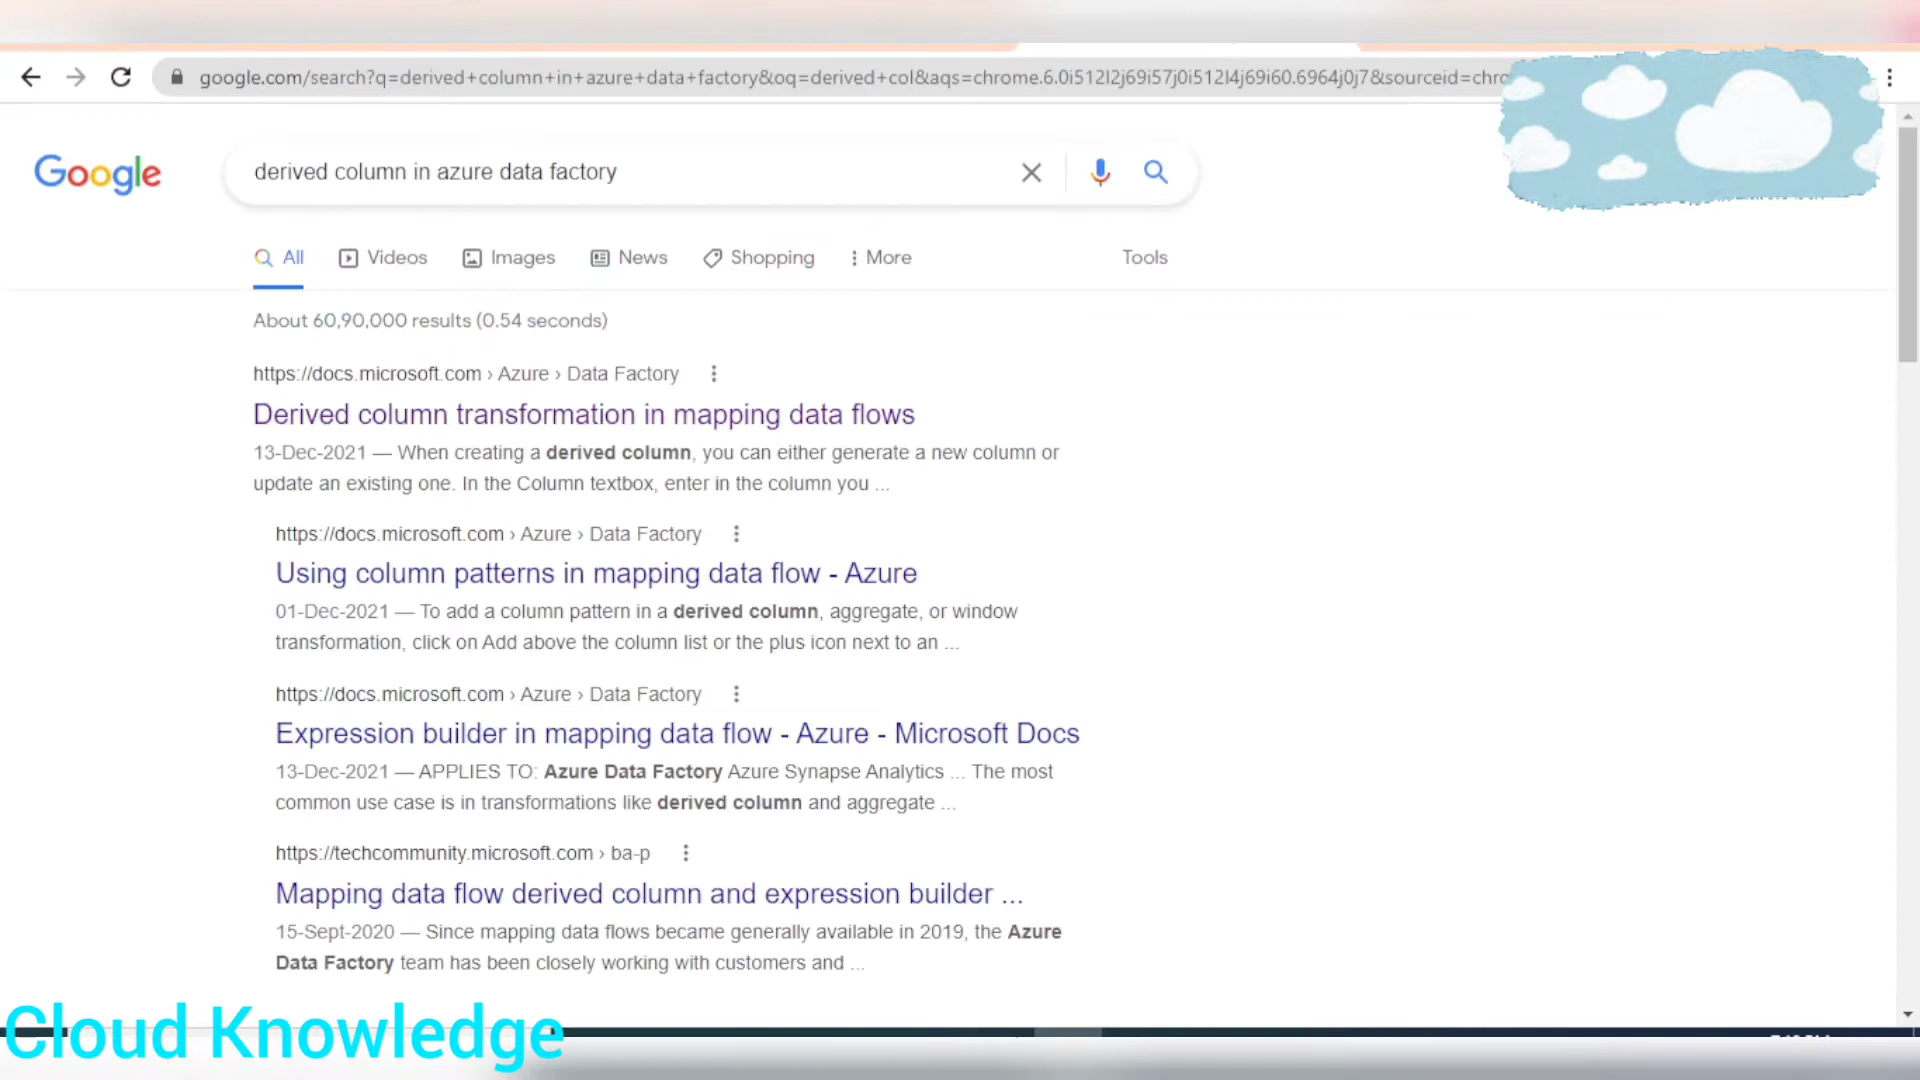 google.com/search?q=derived+column+in+azure+data+factory&oq=derived+col&aqs=chrome.6.0i512l2j69i57j0i512l4j69i60.6964j0j7&sourceid=chro
Google
derived column in azure data factory
All
Videos
Images
News
Shopping
More
Tools
About 60,90,000 results (0.54 seconds)
https://docs.microsoft.com › Azure › Data Factory
Derived column transformation in mapping data flows
13-Dec-2021 — When creating a derived column, you can either generate a new column or
update an existing one. In the Column textbox, enter in the column you ...
https://docs.microsoft.com › Azure › Data Factory
Using column patterns in mapping data flow - Azure
01-Dec-2021 — To add a column pattern in a derived column, aggregate, or window
transformation, click on Add above the column list or the plus icon next to an ...
https://docs.microsoft.com › Azure › Data Factory
Expression builder in mapping data flow - Azure - Microsoft Docs
13-Dec-2021 — APPLIES TO: Azure Data Factory Azure Synapse Analytics ... The most
common use case is in transformations like derived column and aggregate ...
https://techcommunity.microsoft.com › ba-p
Mapping data flow derived column and expression builder ...
15-Sept-2020 — Since mapping data flows became generally available in 2019, the Azure
Data Factory team has been closely working with customers and ...
Cloud Knowledge